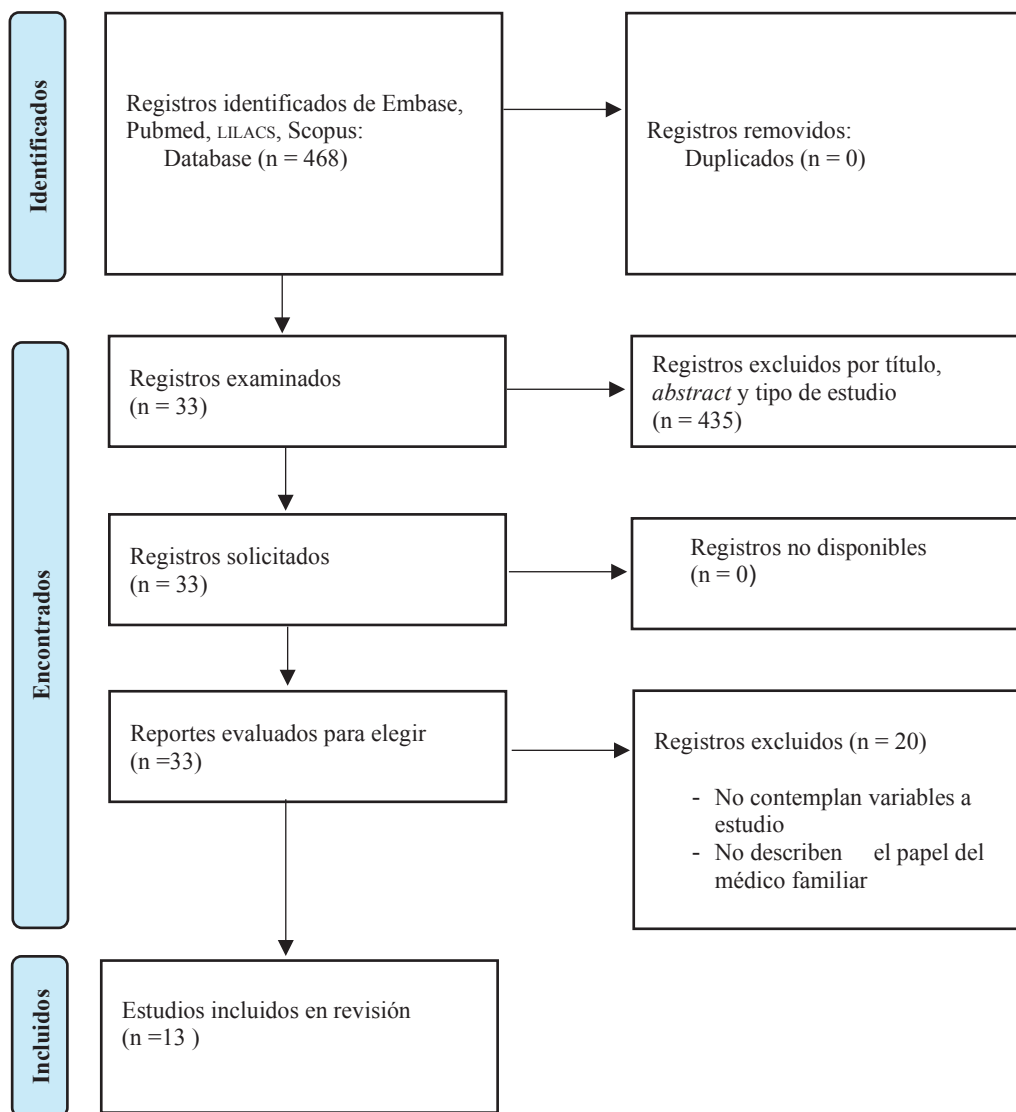 Identificados
Registros identificados de Embase,
Pubmed, LILACS, Scopus:
Database (n = 468)
Registros removidos:
Duplicados (n = 0)
Encontrados
Registros examinados
(n = 33)
Registros excluidos por título,
abstract y tipo de estudio
(n = 435)
Registros solicitados
(n = 33)
Registros no disponibles
(n = 0)
Reportes evaluados para elegir
(n =33)
Registros excluidos (n = 20)
- No contemplan variables a
estudio
- No describen el papel del
médico familiar
Incluidos
Estudios incluidos en revisión
(n =13 )